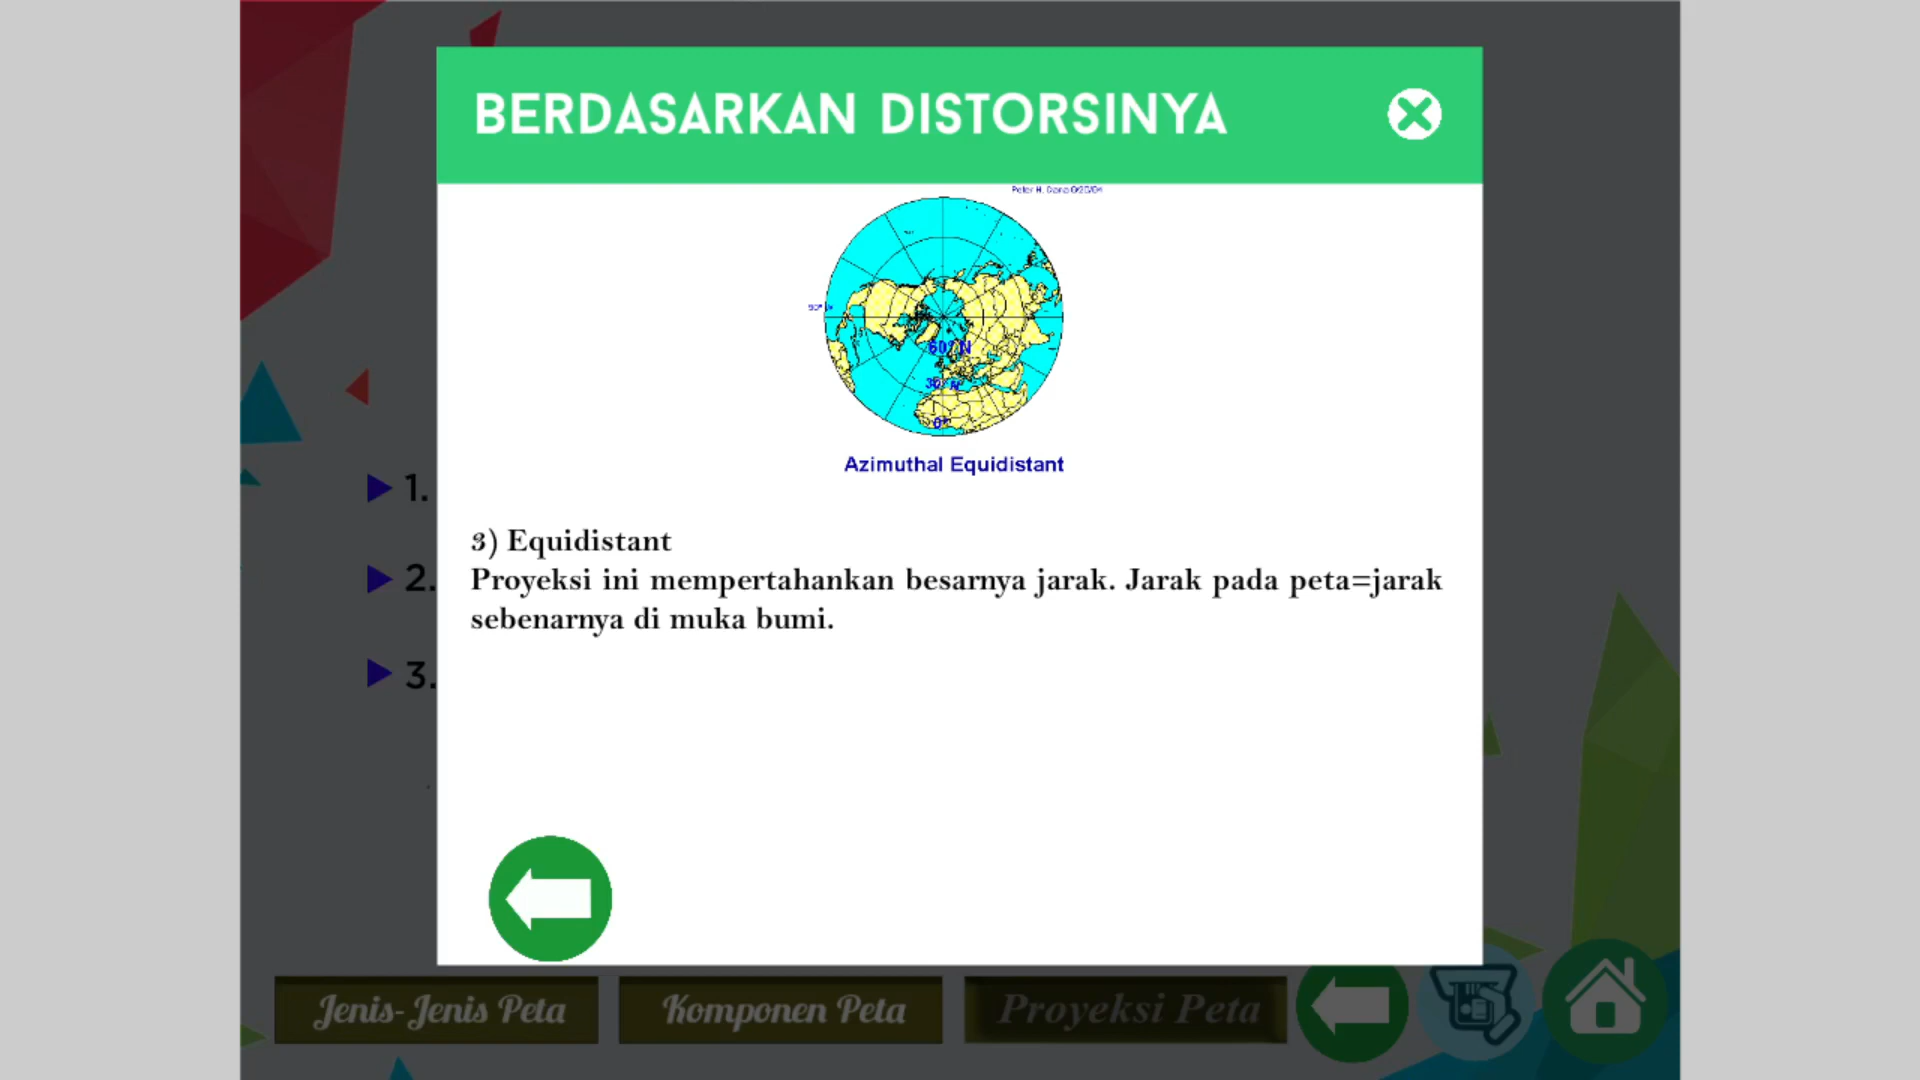 BERDASARKAN DISTORSINYA
60° N
30° N
0°
Azimuthal Equidistant
1.
2.
3.
3) Equidistant
Proyeksi ini mempertahankan besarnya jarak. Jarak pada peta=jarak
sebenarnya di muka bumi.
Jenis-Jenis Peta
Komponen Peta
Proyeksi Peta